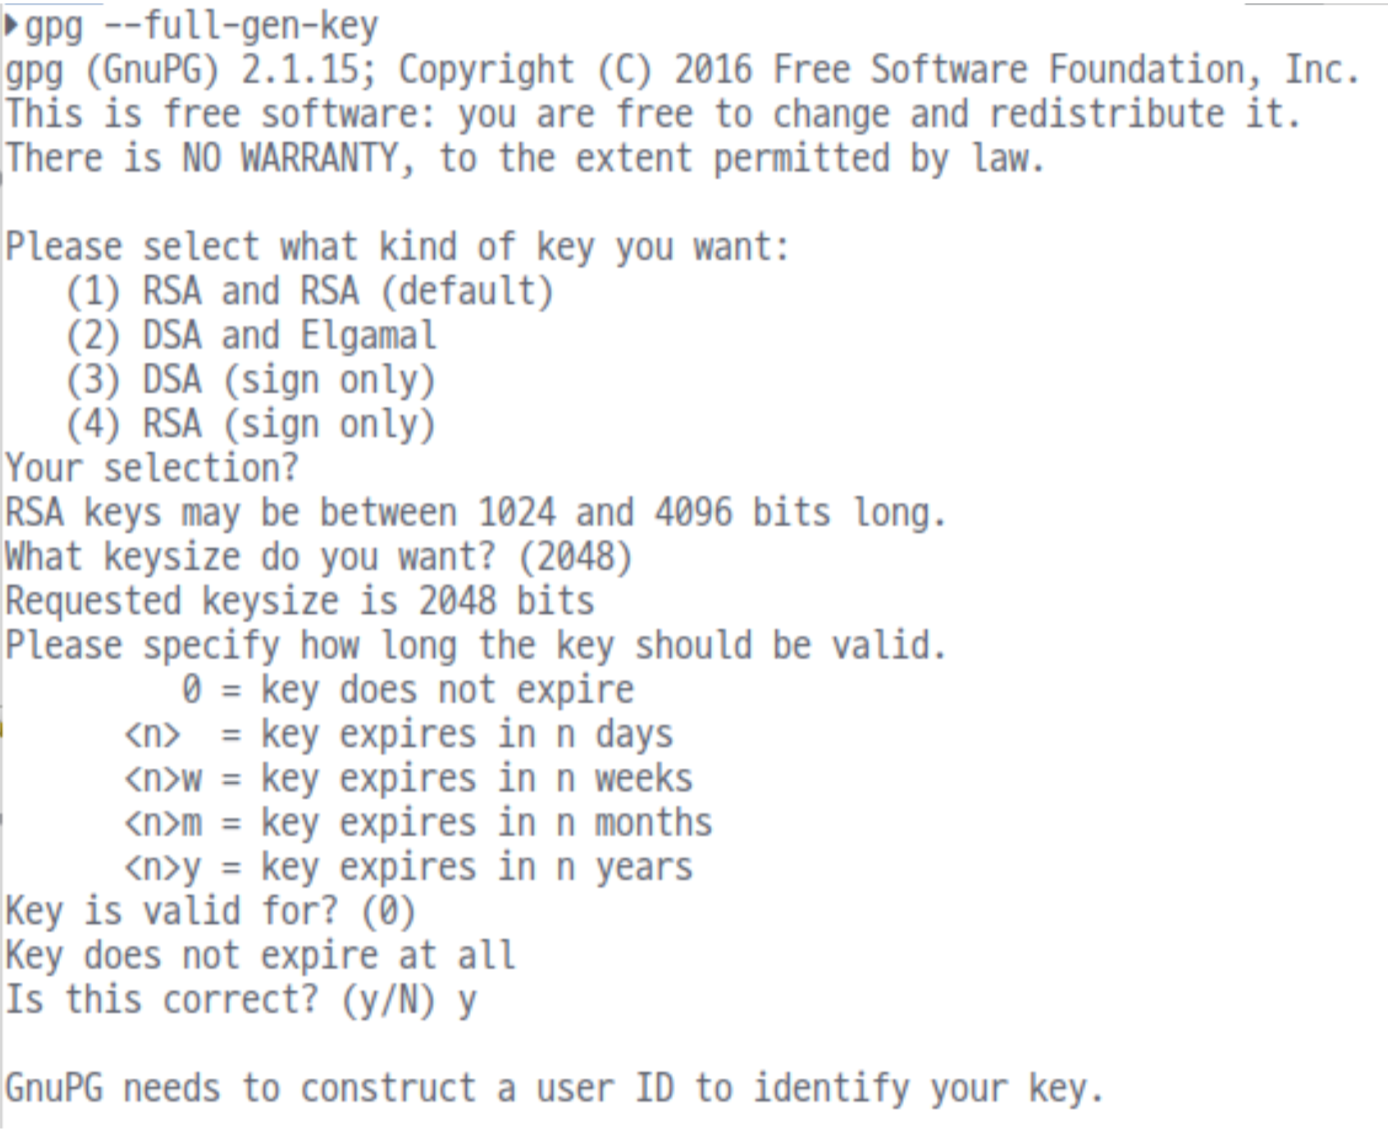 gpg --full-gen-key
gpg (GnuPG) 2.1.15; Copyright (C) 2016 Free Software Foundation, Inc.
This is free software: you are free to change and redistribute it.
There is NO WARRANTY, to the extent permitted by law.
Please select what kind of key you want:
(1) RSA and RSA (default)
(2) DSA and Elgamal
(3) DSA (sign only)
(4) RSA (sign only)
Your selection?
RSA keys may be between 1024 and 4096 bits long.
What keysize do you want? (2048)
Requested keysize is 2048 bits
Please specify how long the key should be valid.
0 = key does not expire
<n>  = key expires in n days
<n>w = key expires in n weeks
<n>m = key expires in n months
<n>y = key expires in n years
Key is valid for? (0)
Key does not expire at all
Is this correct? (y/N) y
GnuPG needs to construct a user ID to identify your key.